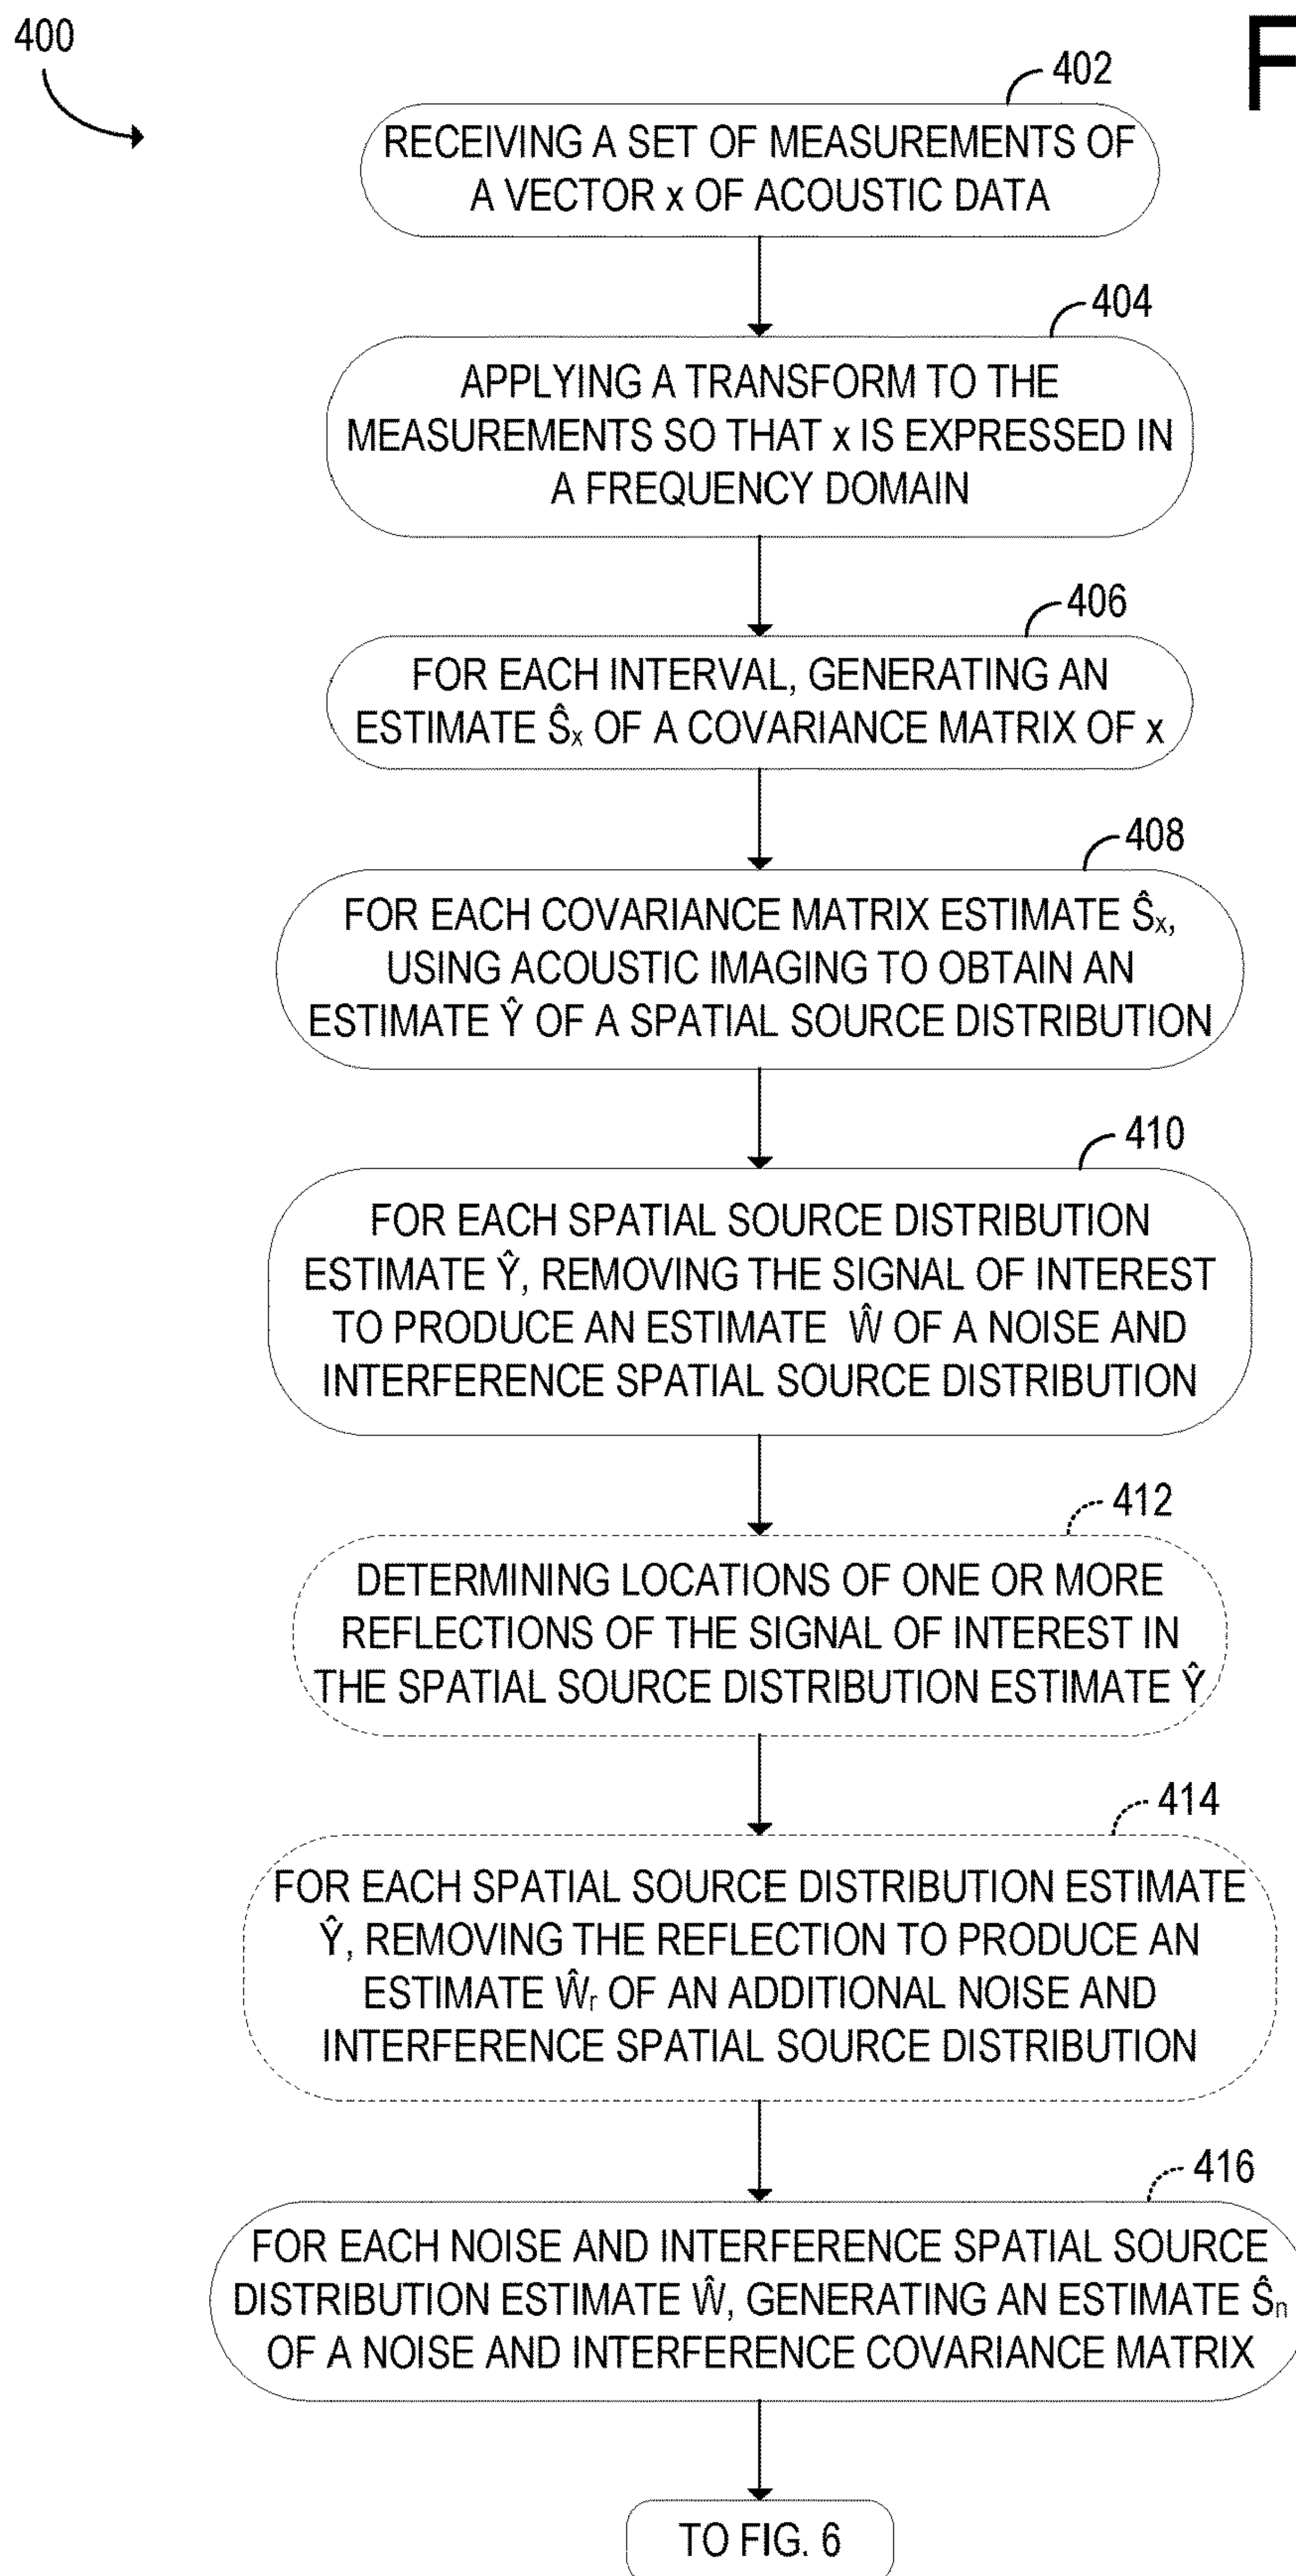 400
F
402
RECEIVING A SET OF MEASUREMENTS OF
A VECTOR x OF ACOUSTIC DATA
404
APPLYING A TRANSFORM TO THE
MEASUREMENTS SO THAT x IS EXPRESSED IN
A FREQUENCY DOMAIN
406
FOR EACH INTERVAL, GENERATING AN
ESTIMATE Ŝₓ OF A COVARIANCE MATRIX OF x
408
FOR EACH COVARIANCE MATRIX ESTIMATE Ŝₓ,
USING ACOUSTIC IMAGING TO OBTAIN AN
ESTIMATE Ŷ OF A SPATIAL SOURCE DISTRIBUTION
410
FOR EACH SPATIAL SOURCE DISTRIBUTION
ESTIMATE Ŷ, REMOVING THE SIGNAL OF INTEREST
TO PRODUCE AN ESTIMATE Ŵ OF A NOISE AND
INTERFERENCE SPATIAL SOURCE DISTRIBUTION
412
DETERMINING LOCATIONS OF ONE OR MORE
REFLECTIONS OF THE SIGNAL OF INTEREST IN
THE SPATIAL SOURCE DISTRIBUTION ESTIMATE Ŷ
414
FOR EACH SPATIAL SOURCE DISTRIBUTION ESTIMATE
Ŷ, REMOVING THE REFLECTION TO PRODUCE AN
ESTIMATE Ŵᵣ OF AN ADDITIONAL NOISE AND
INTERFERENCE SPATIAL SOURCE DISTRIBUTION
416
FOR EACH NOISE AND INTERFERENCE SPATIAL SOURCE
DISTRIBUTION ESTIMATE Ŵ, GENERATING AN ESTIMATE Ŝₙ
OF A NOISE AND INTERFERENCE COVARIANCE MATRIX
TO FIG. 6